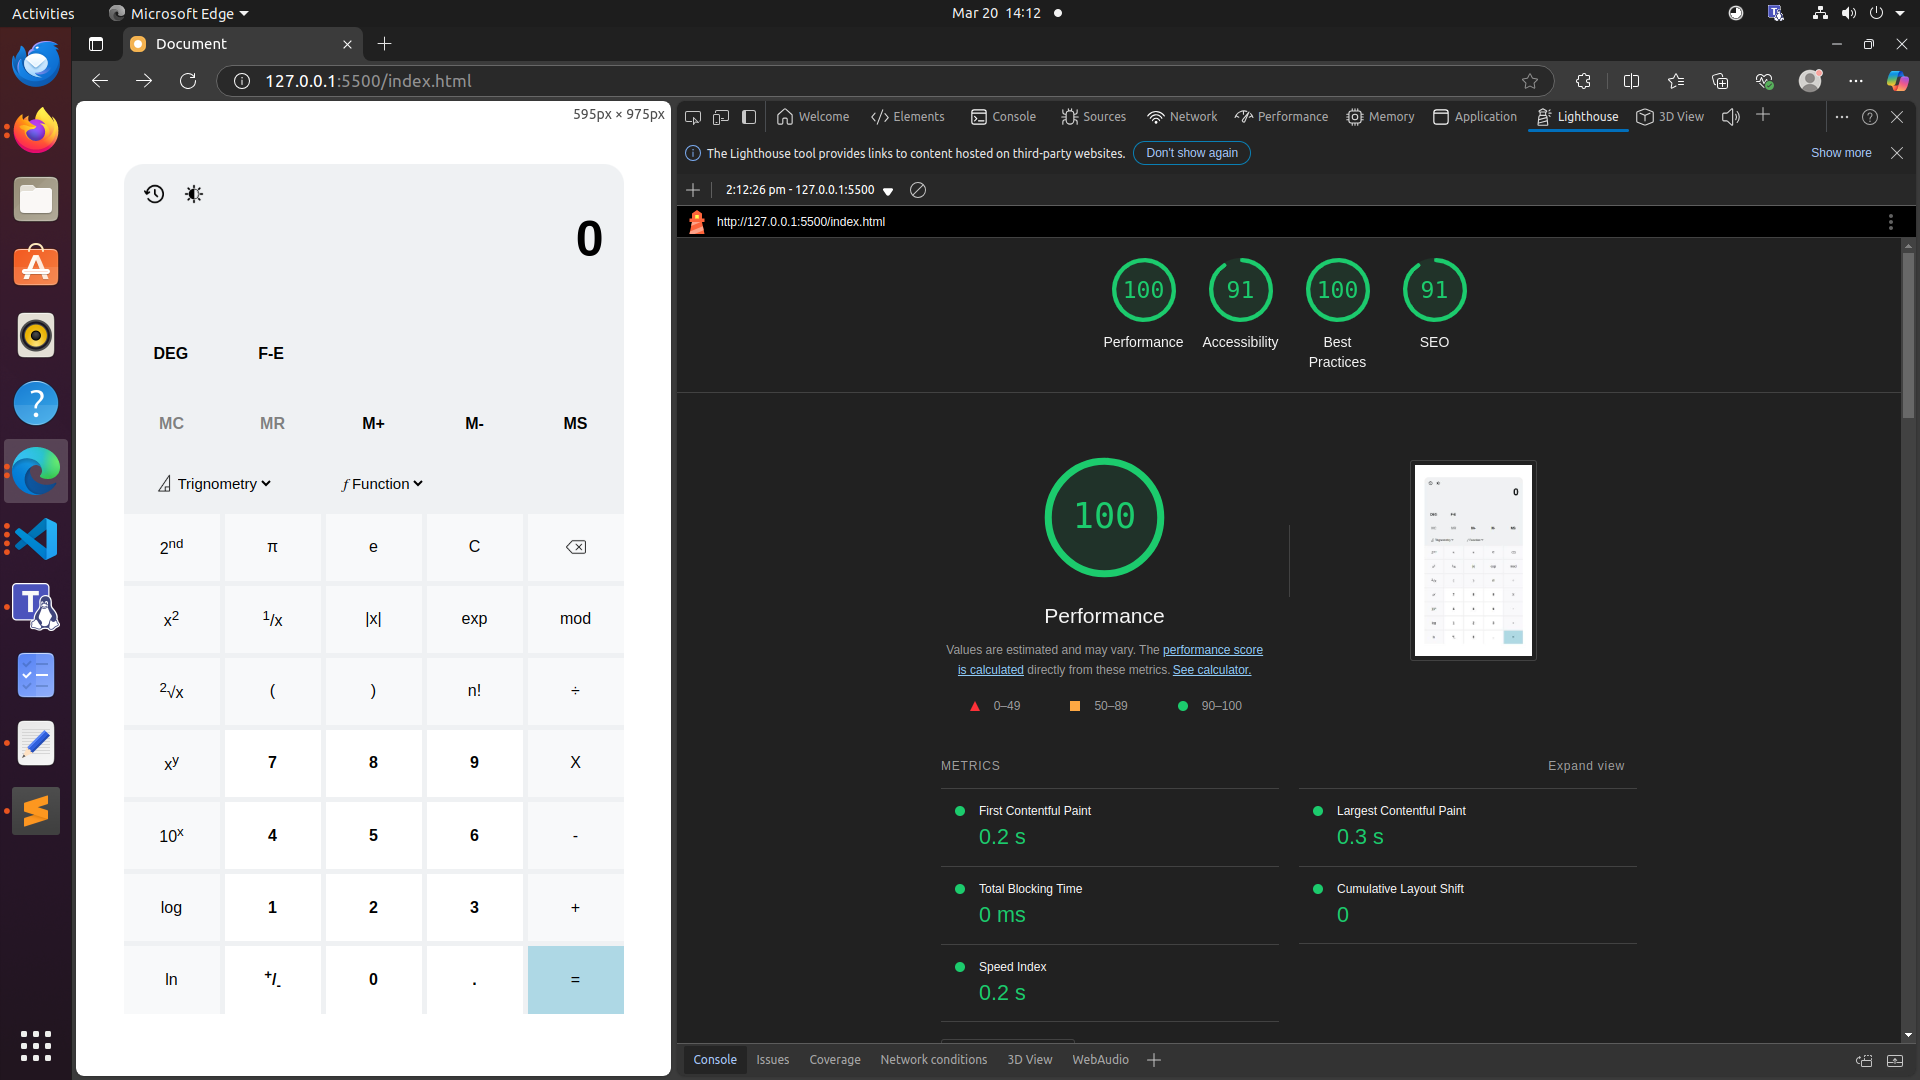 Activities
Microsoft Edge
Mar 20 14:12
Document
127.0.0.1:5500/index.html
595px × 975px
Welcome
Elements
Console
Sources
Network
Performance
Memory
Application
Lighthouse
3D View
The Lighthouse tool provides links to content hosted on third-party websites.
Don't show again
Show more
2:12:26 pm - 127.0.0.1:5500
http://127.0.0.1:5500/index.html
0
DEG F-E
MC MR M+ M- MS
Trignometry
ƒ Function
2nd π e C
x2 1/x |x| exp mod
2√x ( ) n! ÷
xy 7 8 9 X
10x 4 5 6 -
log 1 2 3 +
ln +/- 0 . =
100 91 100 91
Performance
Accessibility
Best
Practices
SEO
100
Performance
Values are estimated and may vary. The performance score
is calculated directly from these metrics. See calculator.
0–49
50–89
90–100
METRICS
Expand view
First Contentful Paint
0.2 s
Largest Contentful Paint
0.3 s
Total Blocking Time
0 ms
Cumulative Layout Shift
0
Speed Index
0.2 s
Console
Issues
Coverage
Network conditions
3D View
WebAudio